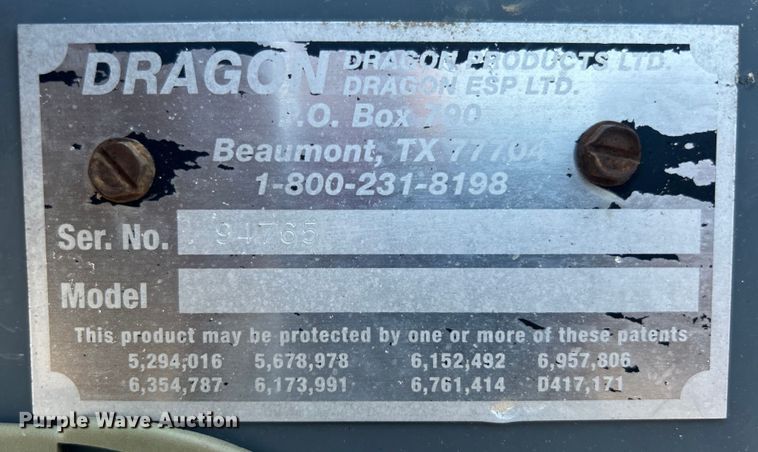 DRAGON DRAGON PRODUCTS LTD.
DRAGON ESP LTD.
P.O. Box 700
Beaumont, TX 77704
1-800-231-8198
Ser. No. 94765
Model
This product may be protected by one or more of these patents
5,294,016 5,678,978 6,152,492 6,957,806
6,354,787 6,173,991 6,761,414 D417,171
Purple Wave Auction